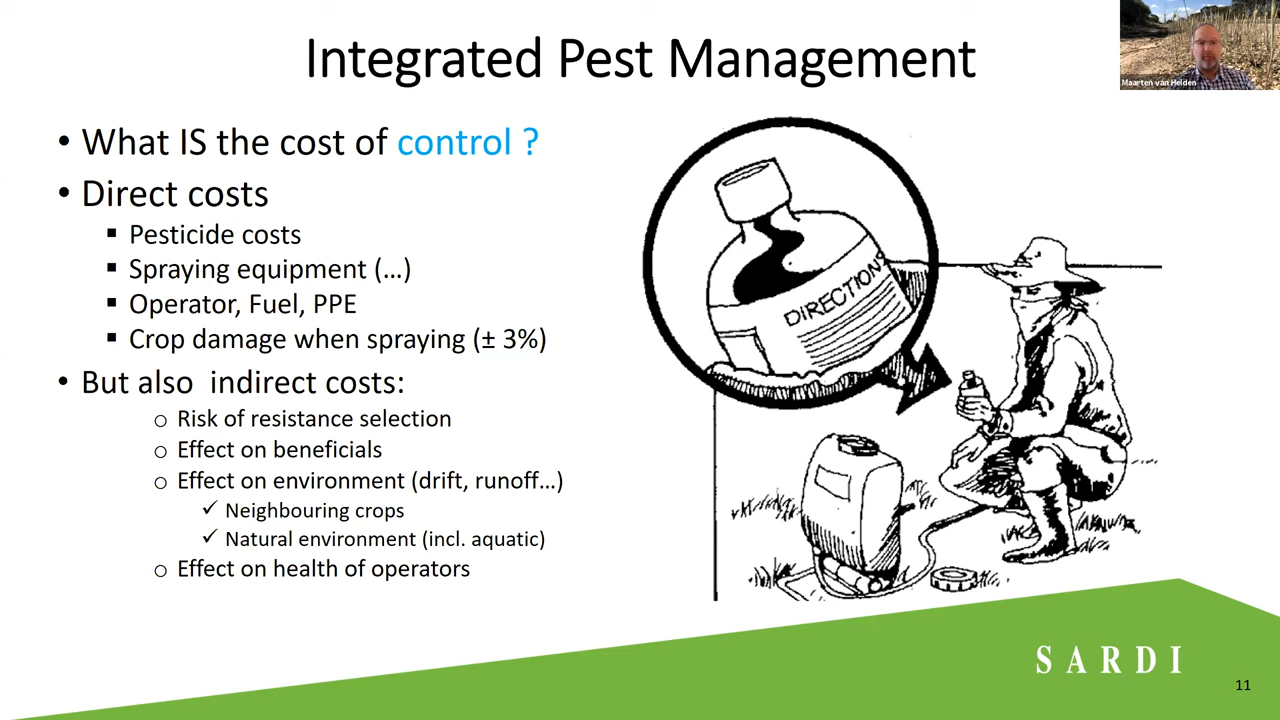 Integrated Pest Management
Maarten van Helden
• What IS the cost of control ?
• Direct costs
▪ Pesticide costs
▪ Spraying equipment (...)
▪ Operator, Fuel, PPE
▪ Crop damage when spraying (± 3%)
• But also indirect costs:
o Risk of resistance selection
o Effect on beneficials
o Effect on environment (drift, runoff...)
✓ Neighbouring crops
✓ Natural environment (incl. aquatic)
o Effect on health of operators
DIRECTIONS
SARDI
11